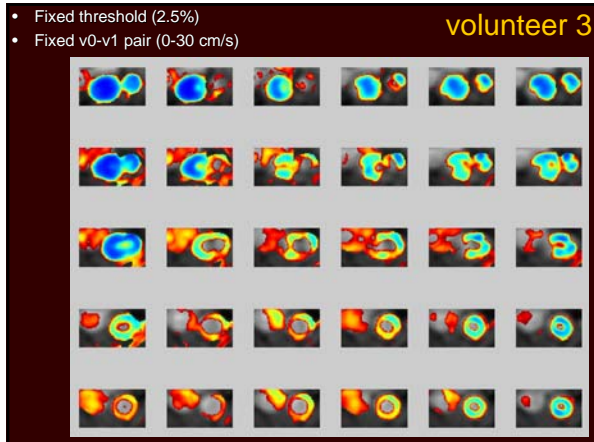 • Fixed threshold (2.5%)
• Fixed v0-v1 pair (0-30 cm/s)
volunteer 3